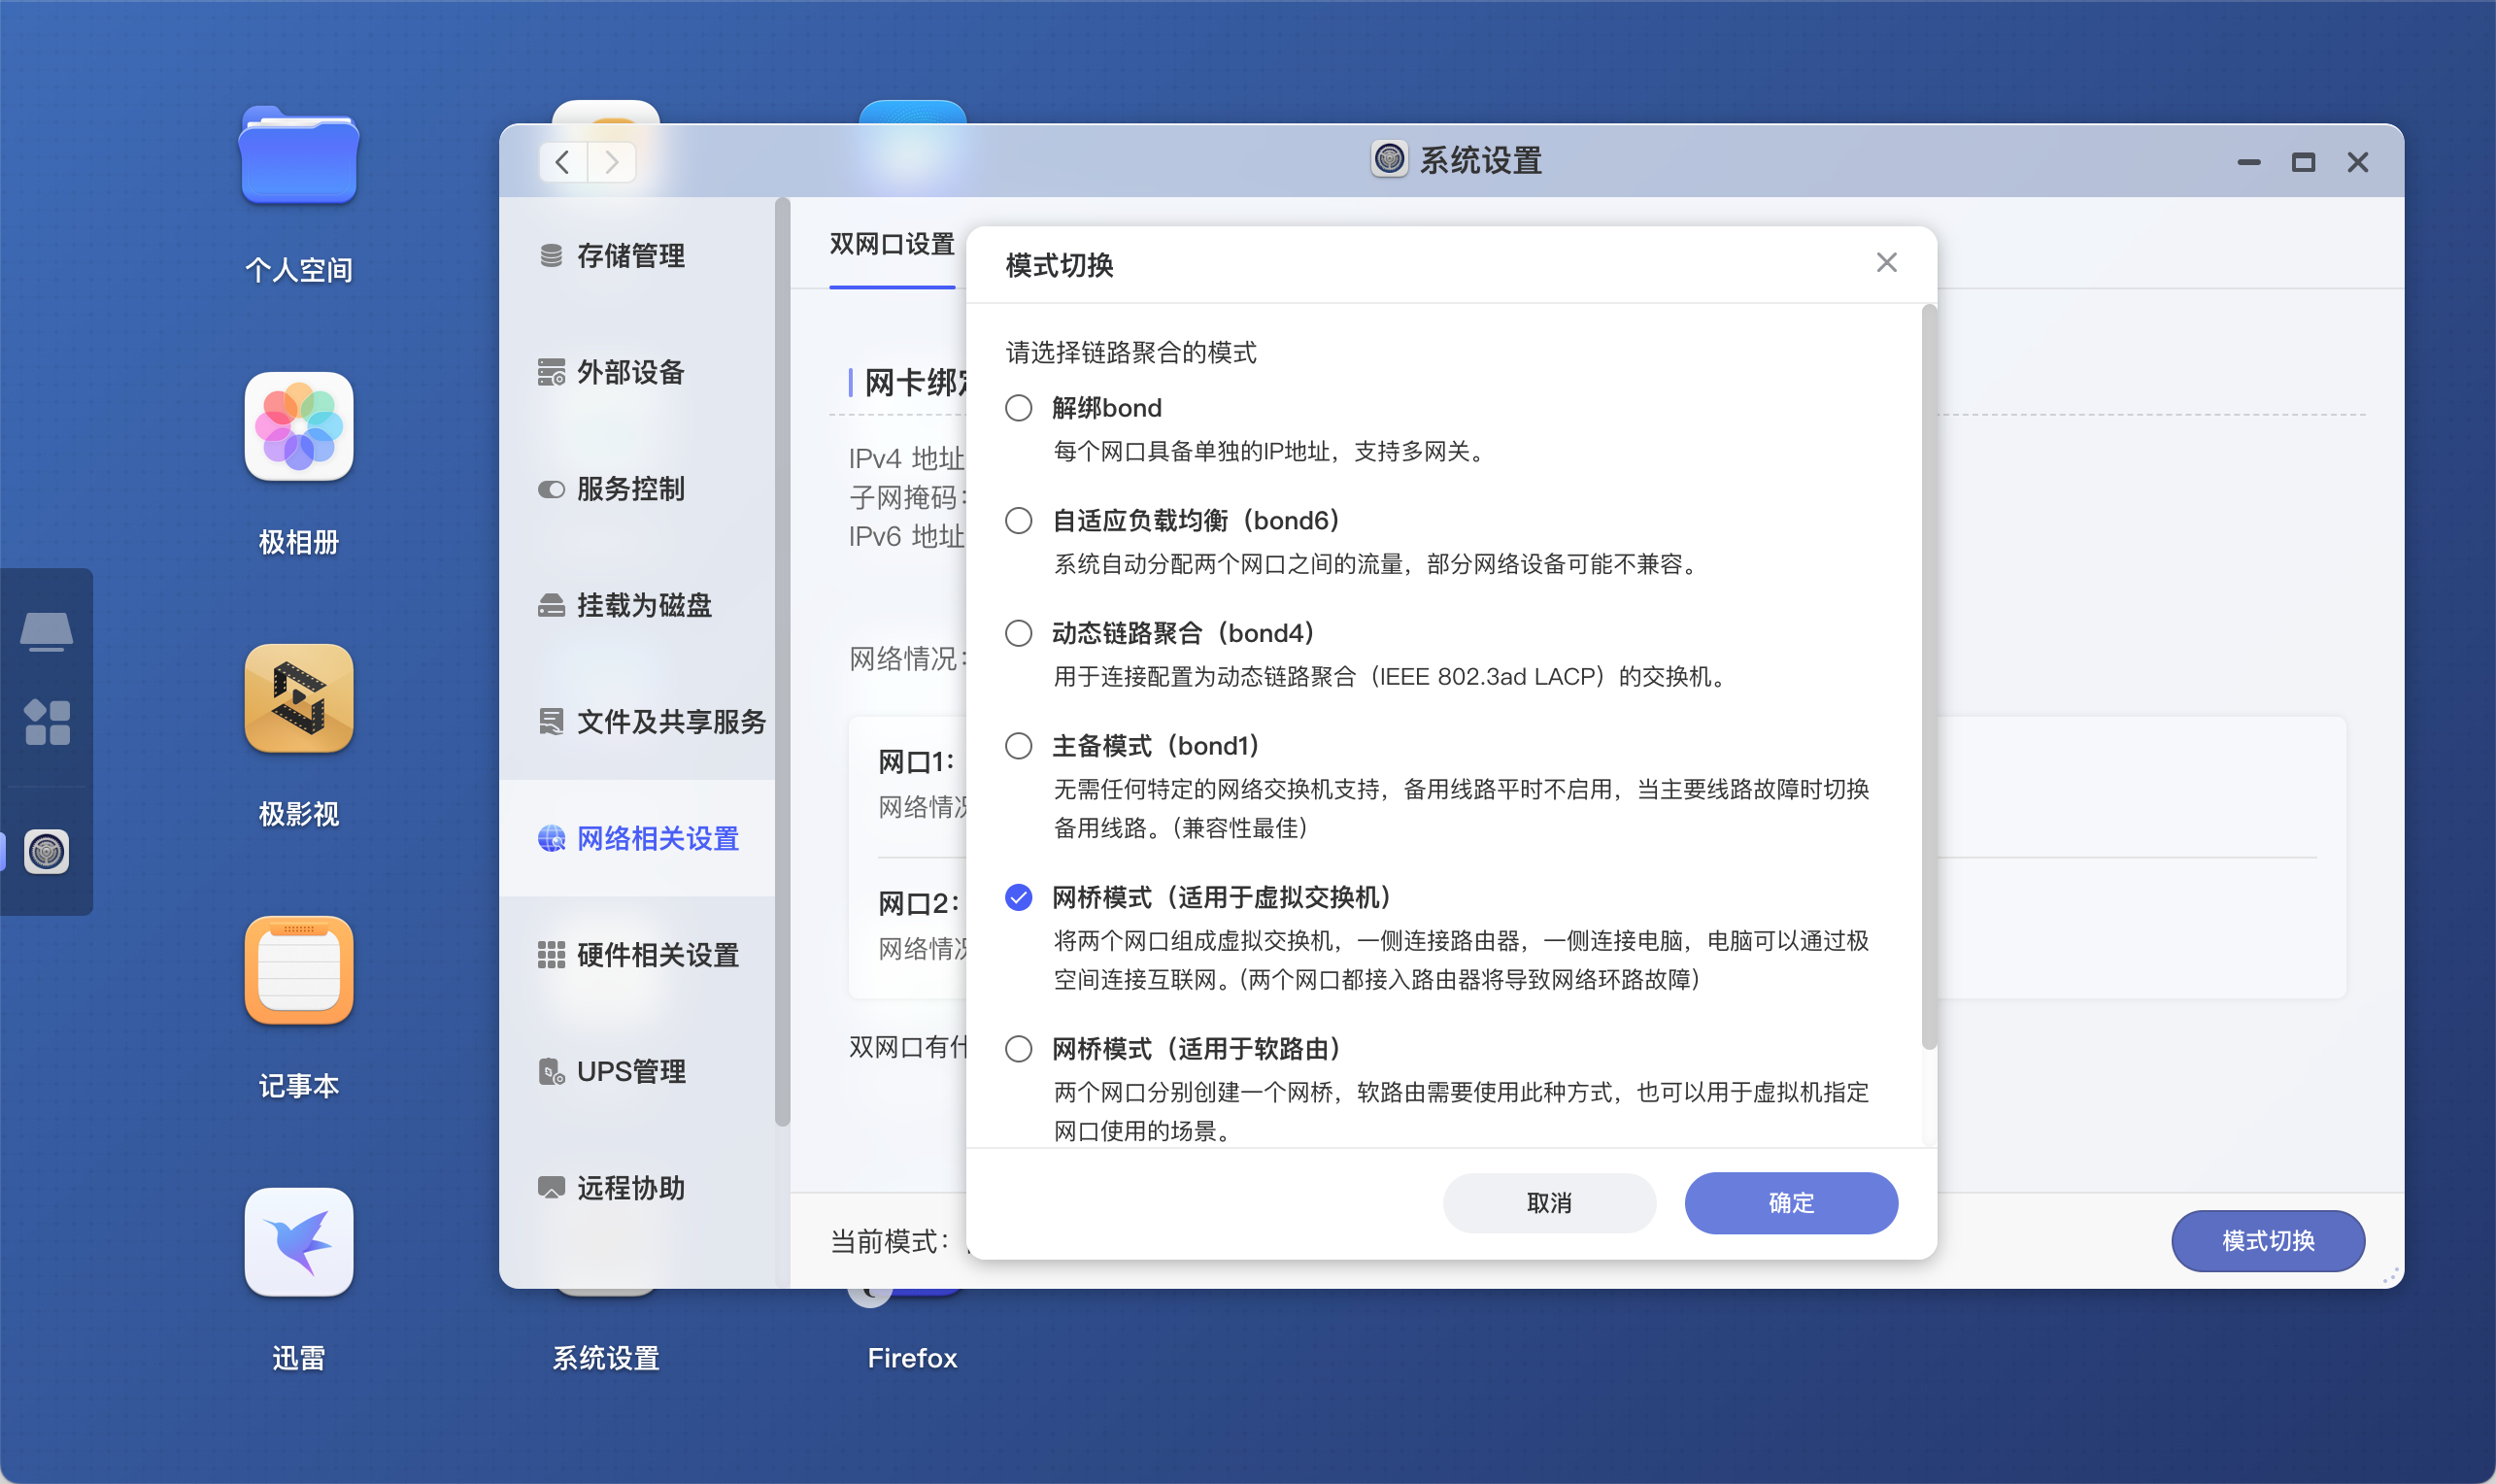 个人空间
极相册
极影视
记事本
迅雷
系统设置
Firefox
系统设置
存储管理
外部设备
服务控制
挂载为磁盘
文件及共享服务
网络相关设置
硬件相关设置
UPS管理
远程协助
双网口设置
网卡绑
IPv4 地址
子网掩码：
IPv6 地址
网络情况：
网口1：
网络情
网口2：
网络情
双网口有什
当前模式：
模式切换
模式切换
请选择链路聚合的模式
解绑bond
每个网口具备单独的IP地址，支持多网关。
自适应负载均衡（bond6）
系统自动分配两个网口之间的流量，部分网络设备可能不兼容。
动态链路聚合（bond4）
用于连接配置为动态链路聚合（IEEE 802.3ad LACP）的交换机。
主备模式（bond1）
无需任何特定的网络交换机支持，备用线路平时不启用，当主要线路故障时切换
备用线路。（兼容性最佳）
网桥模式（适用于虚拟交换机）
将两个网口组成虚拟交换机，一侧连接路由器，一侧连接电脑，电脑可以通过极
空间连接互联网。（两个网口都接入路由器将导致网络环路故障）
网桥模式（适用于软路由）
两个网口分别创建一个网桥，软路由需要使用此种方式，也可以用于虚拟机指定
网口使用的场景。
取消
确定